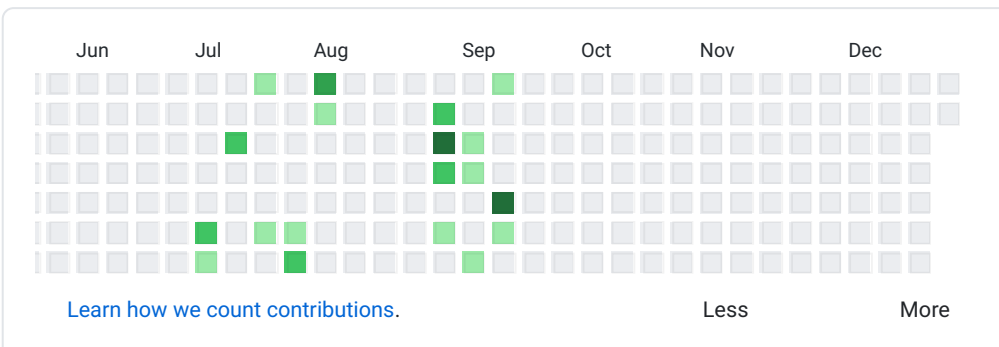 Jun Jul Aug Sep Oct Nov Dec
Learn how we count contributions. Less More